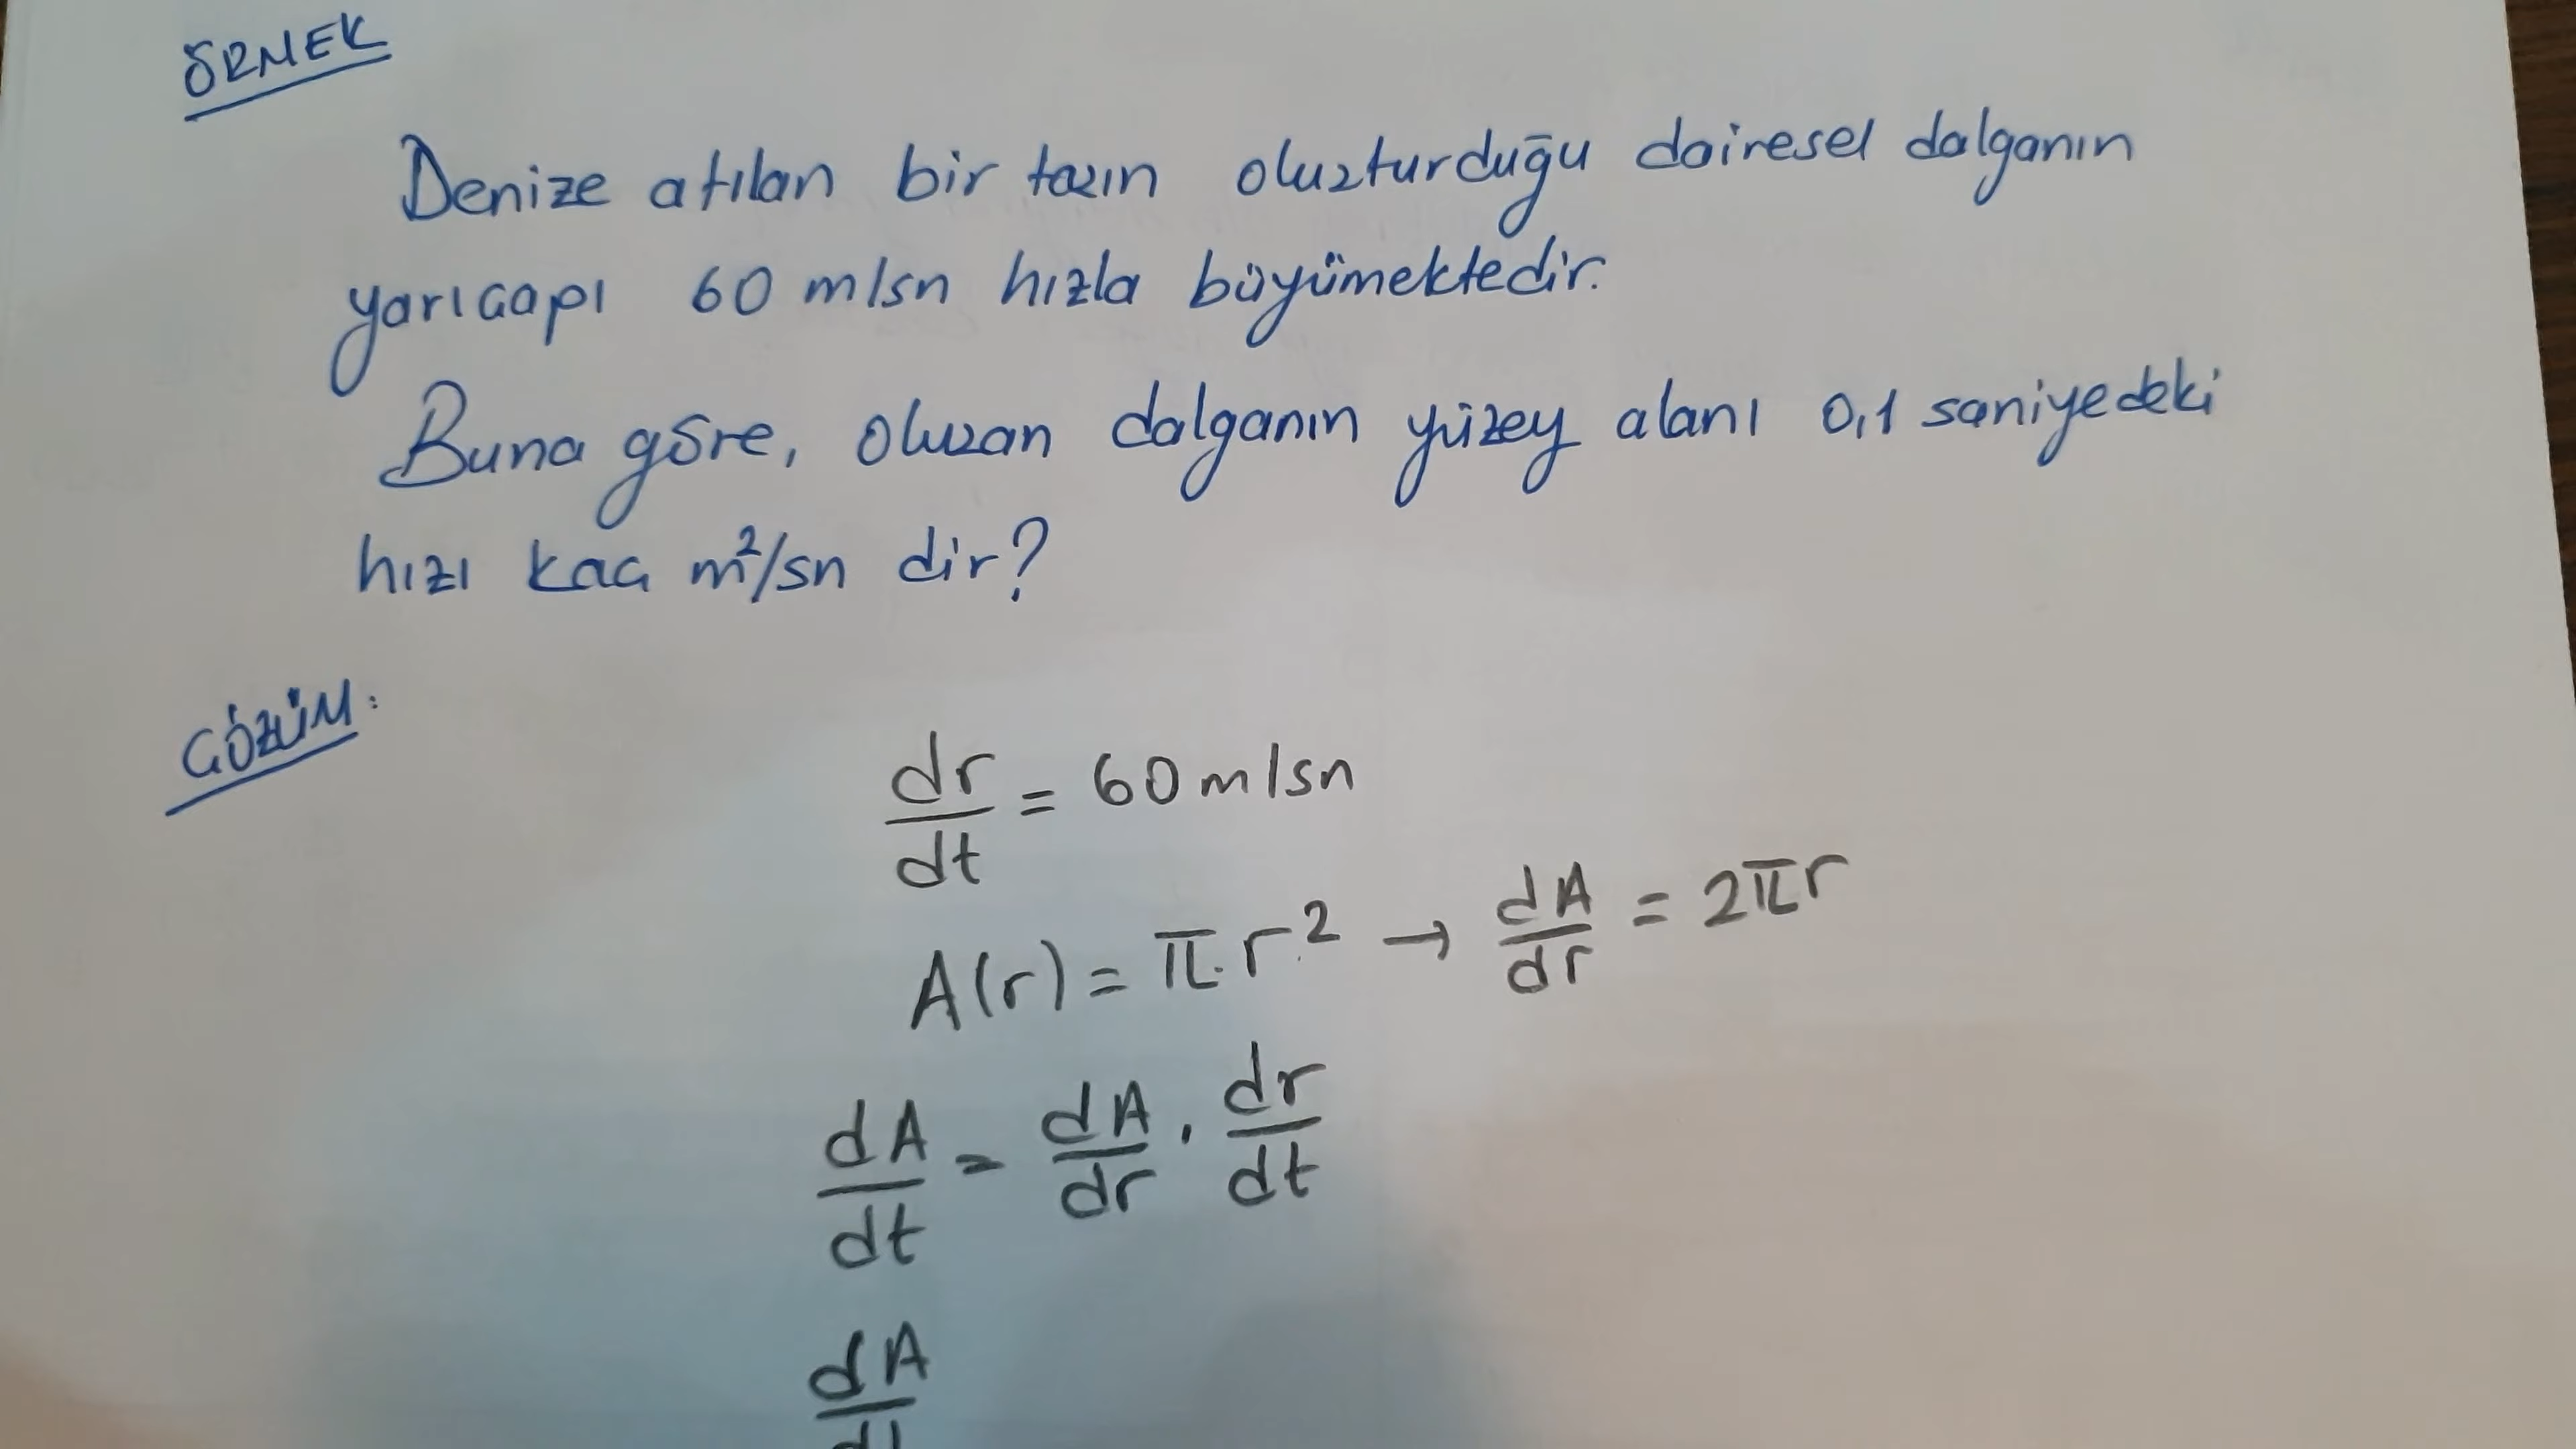 ÖRNEK
Denize atılan bir taşın oluşturduğu dairesel dalganın
yarıçapı 60 m/sn hızla büyümektedir.
Buna göre, oluşan dalganın yüzey alanı 0,1 saniyedeki
hızı kaç m²/sn dir?
ÇÖZÜM:
dr/dt = 60 m/sn
A(r) = π.r² → dA/dr = 2πr
dA/dt = dA/dr . dr/dt
dA